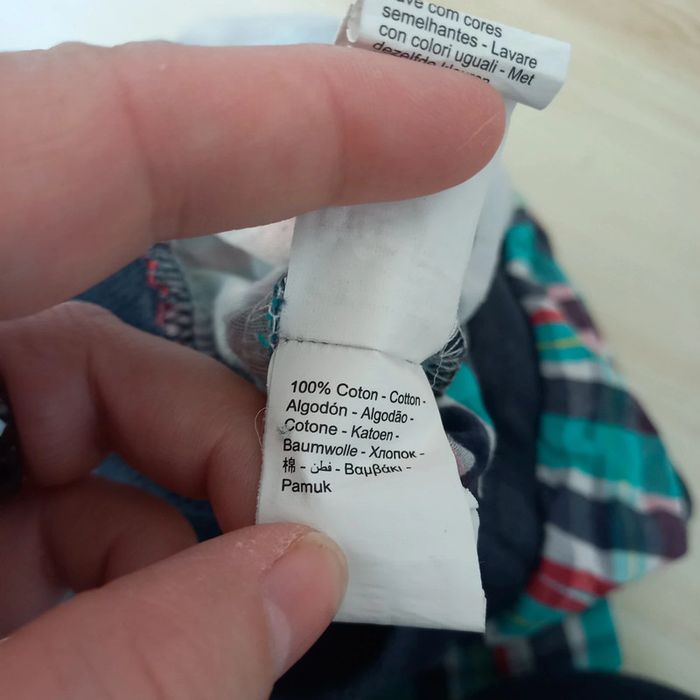 com cores
semelhantes - Lavare
con colori uguali - Met
dezelfde
100% Coton - Cotton -
Algodón - Algodão -
Cotone - Katoen -
Baumwolle - Хлопок -
棉 - قطن - Βαμβάκι -
Pamuk